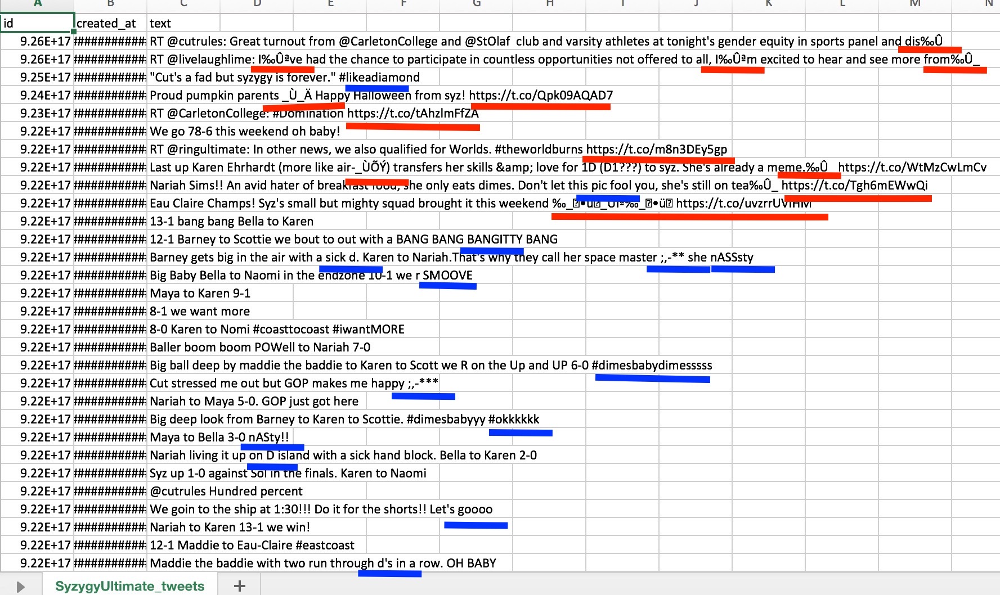 A B C D E F G H I J K L M N
id created_at text
9.26E+17 ########### RT @cutrules: Great turnout from @CarletonCollege and @StOlaf club and varsity athletes at tonight's gender equity in sports panel and dis‰Û
9.26E+17 ########### RT @livelaughlime: I‰Ûªve had the chance to participate in countless opportunities not offered to all, I‰Ûªm excited to hear and see more from‰Û_
9.25E+17 ########### "Cut's a fad but syzygy is forever." #likeadiamond
9.24E+17 ########### Proud pumpkin parents _Ù_Ä Happy Halloween from syz! https://t.co/Qpk09AQAD7
9.23E+17 ########### RT @CarletonCollege: #Domination https://t.co/tAhzlmFfZA
9.22E+17 ########### We go 78-6 this weekend oh baby!
9.22E+17 ########### RT @ringultimate: In other news, we also qualified for Worlds. #theworldburns https://t.co/m8n3DEy5gp
9.22E+17 ########### Last up Karen Ehrhardt (more like air-_ÙÕÝ) transfers her skills &amp; love for 1D (D1???) to syz. She's already a meme.‰Û_ https://t.co/WtMzCwLmCv
9.22E+17 ########### Nariah Sims!! An avid hater of breakfast food, she only eats dimes. Don't let this pic fool you, she's still on tea‰Û_ https://t.co/Tgh6mEWwQi
9.22E+17 ########### Eau Claire Champs! Syz's small but mighty squad brought it this weekend https://t.co/uvzrrUVIHM
9.22E+17 ########### 13-1 bang bang Bella to Karen
9.22E+17 ########### 12-1 Barney to Scottie we bout to out with a BANG BANG BANGITTY BANG
9.22E+17 ########### Barney gets big in the air with a sick d. Karen to Nariah.That's why they call her space master ;,-** she nASSsty
9.22E+17 ########### Big Baby Bella to Naomi in the endzone 10-1 we r SMOOVE
9.22E+17 ########### Maya to Karen 9-1
9.22E+17 ########### 8-1 we want more
9.22E+17 ########### 8-0 Karen to Nomi #coasttocoast #iwantMORE
9.22E+17 ########### Baller boom boom POWell to Nariah 7-0
9.22E+17 ########### Big ball deep by maddie the baddie to Karen to Scott we R on the Up and UP 6-0 #dimesbabydimesssss
9.22E+17 ########### Cut stressed me out but GOP makes me happy ;,-***
9.22E+17 ########### Nariah to Maya 5-0. GOP just got here
9.22E+17 ########### Big deep look from Barney to Karen to Scottie. #dimesbabyyy #okkkkkk
9.22E+17 ########### Maya to Bella 3-0 nASty!!
9.22E+17 ########### Nariah living it up on D island with a sick hand block. Bella to Karen 2-0
9.22E+17 ########### Syz up 1-0 against Sol in the finals. Karen to Naomi
9.22E+17 ########### @cutrules Hundred percent
9.22E+17 ########### We goin to the ship at 1:30!!! Do it for the shorts!! Let's goooo
9.22E+17 ########### Nariah to Karen 13-1 we win!
9.22E+17 ########### 12-1 Maddie to Eau-Claire #eastcoast
9.22E+17 ########### Maddie the baddie with two run through d's in a row. OH BABY
SyzygyUltimate_tweets +